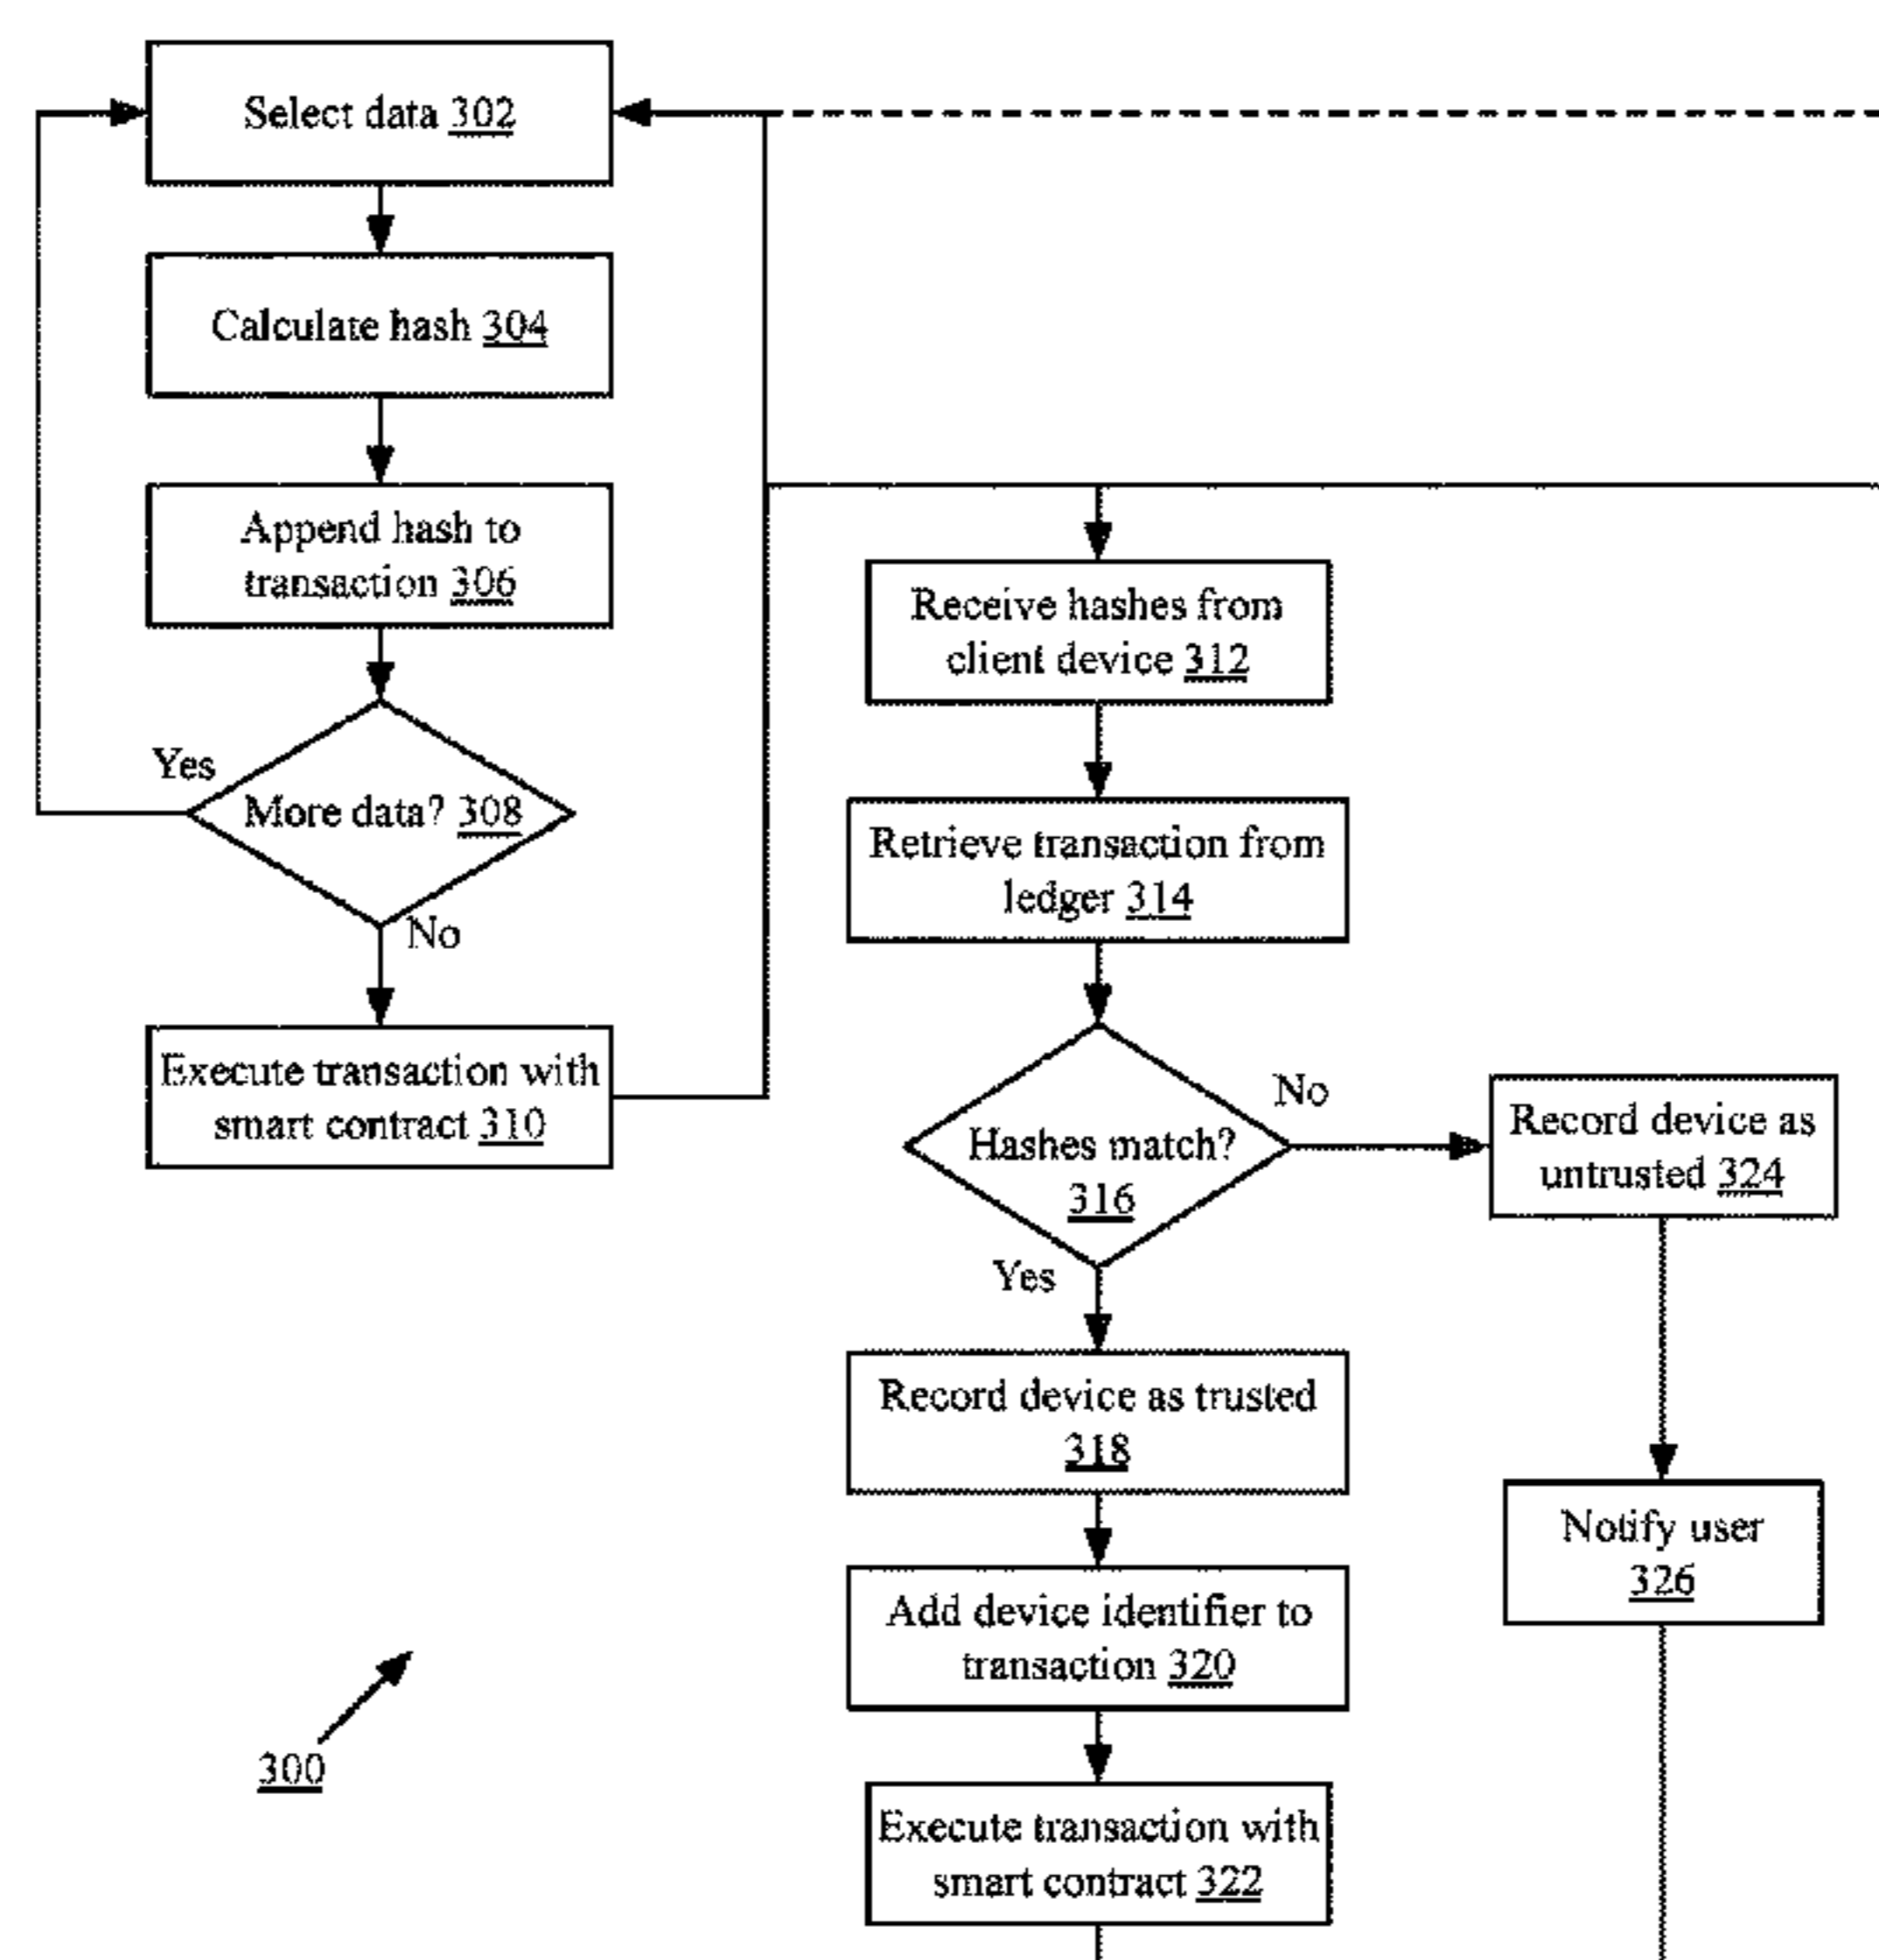 Select data 302
Calculate hash 304
Append hash to
transaction 306
Yes
More data? 308
No
Execute transaction with
smart contract 310
Receive hashes from
client device 312
Retrieve transaction from
ledger 314
Hashes match?
316
No
Yes
Record device as
untrusted 324
Record device as trusted
318
Notify user
326
Add device identifier to
transaction 320
Execute transaction with
smart contract 322
300